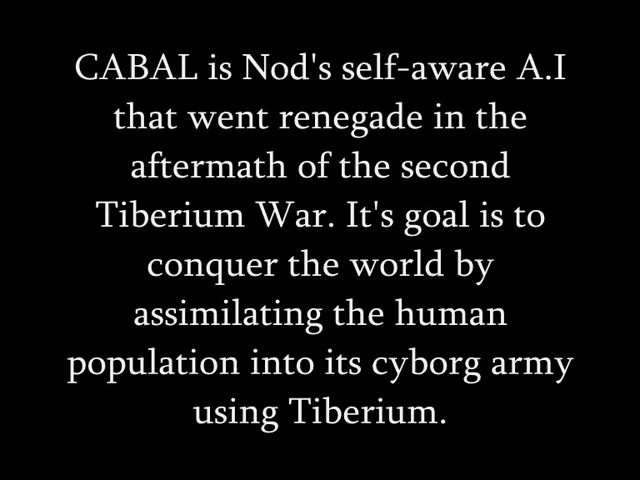 CABAL is Nod's self-aware A.I
that went renegade in the
aftermath of the second
Tiberium War. It's goal is to
conquer the world by
assimilating the human
population into its cyborg army
using Tiberium.